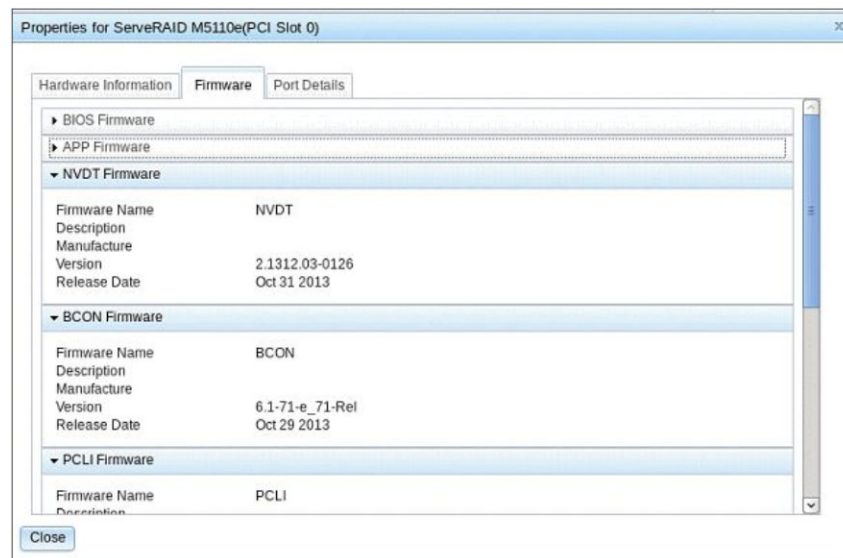 Properties for ServeRAID M5110e(PCI Slot 0)
Hardware Information Firmware Port Details
BIOS Firmware
APP Firmware
NVDT Firmware
Firmware Name NVDT
Description
Manufacture
Version 2.1312.03-0126
Release Date Oct 31 2013
BCON Firmware
Firmware Name BCON
Description
Manufacture
Version 6.1-71-e_71-Rel
Release Date Oct 29 2013
PCLI Firmware
Firmware Name PCLI
Description
Close